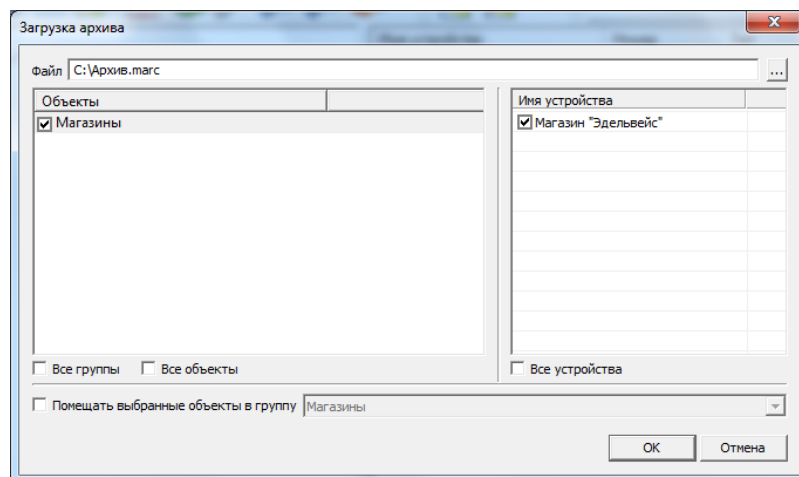 Загрузка архива
Файл C:\Архив.marc ...
Объекты
Магазины
Имя устройства
Магазин "Эдельвейс"
Все группы Все объекты
Все устройства
Помещать выбранные объекты в группу Магазины
OK Отмена